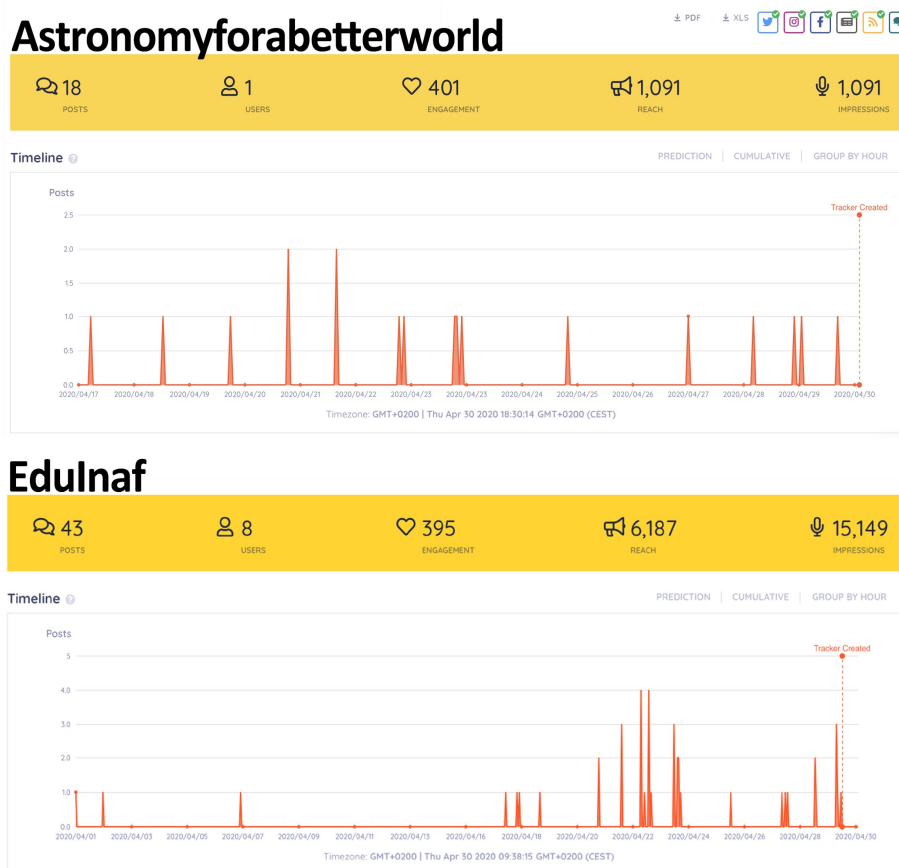 Astronomyforabetterworld
PDF XLS
18 1 401 1,091 1,091
POSTS USERS ENGAGEMENT REACH IMPRESSIONS
Timeline PREDICTION CUMULATIVE GROUP BY HOUR
Posts
Tracker Created
2.5
2.0
1.5
1.0
0.5
0.0
2020/04/17 2020/04/18 2020/04/19 2020/04/20 2020/04/21 2020/04/22 2020/04/23 2020/04/23 2020/04/24 2020/04/25 2020/04/26 2020/04/27 2020/04/28 2020/04/29 2020/04/30
Timezone: GMT+0200 | Thu Apr 30 2020 18:30:14 GMT+0200 (CEST)
EduInaf
43 8 395 6,187 15,149
POSTS USERS ENGAGEMENT REACH IMPRESSIONS
Timeline PREDICTION CUMULATIVE GROUP BY HOUR
Posts
Tracker Created
5
4.0
3.0
2.0
1.0
0.0
2020/04/01 2020/04/03 2020/04/05 2020/04/07 2020/04/09 2020/04/11 2020/04/13 2020/04/16 2020/04/18 2020/04/20 2020/04/22 2020/04/24 2020/04/26 2020/04/28 2020/04/30
Timezone: GMT+0200 | Thu Apr 30 2020 09:38:15 GMT+0200 (CEST)